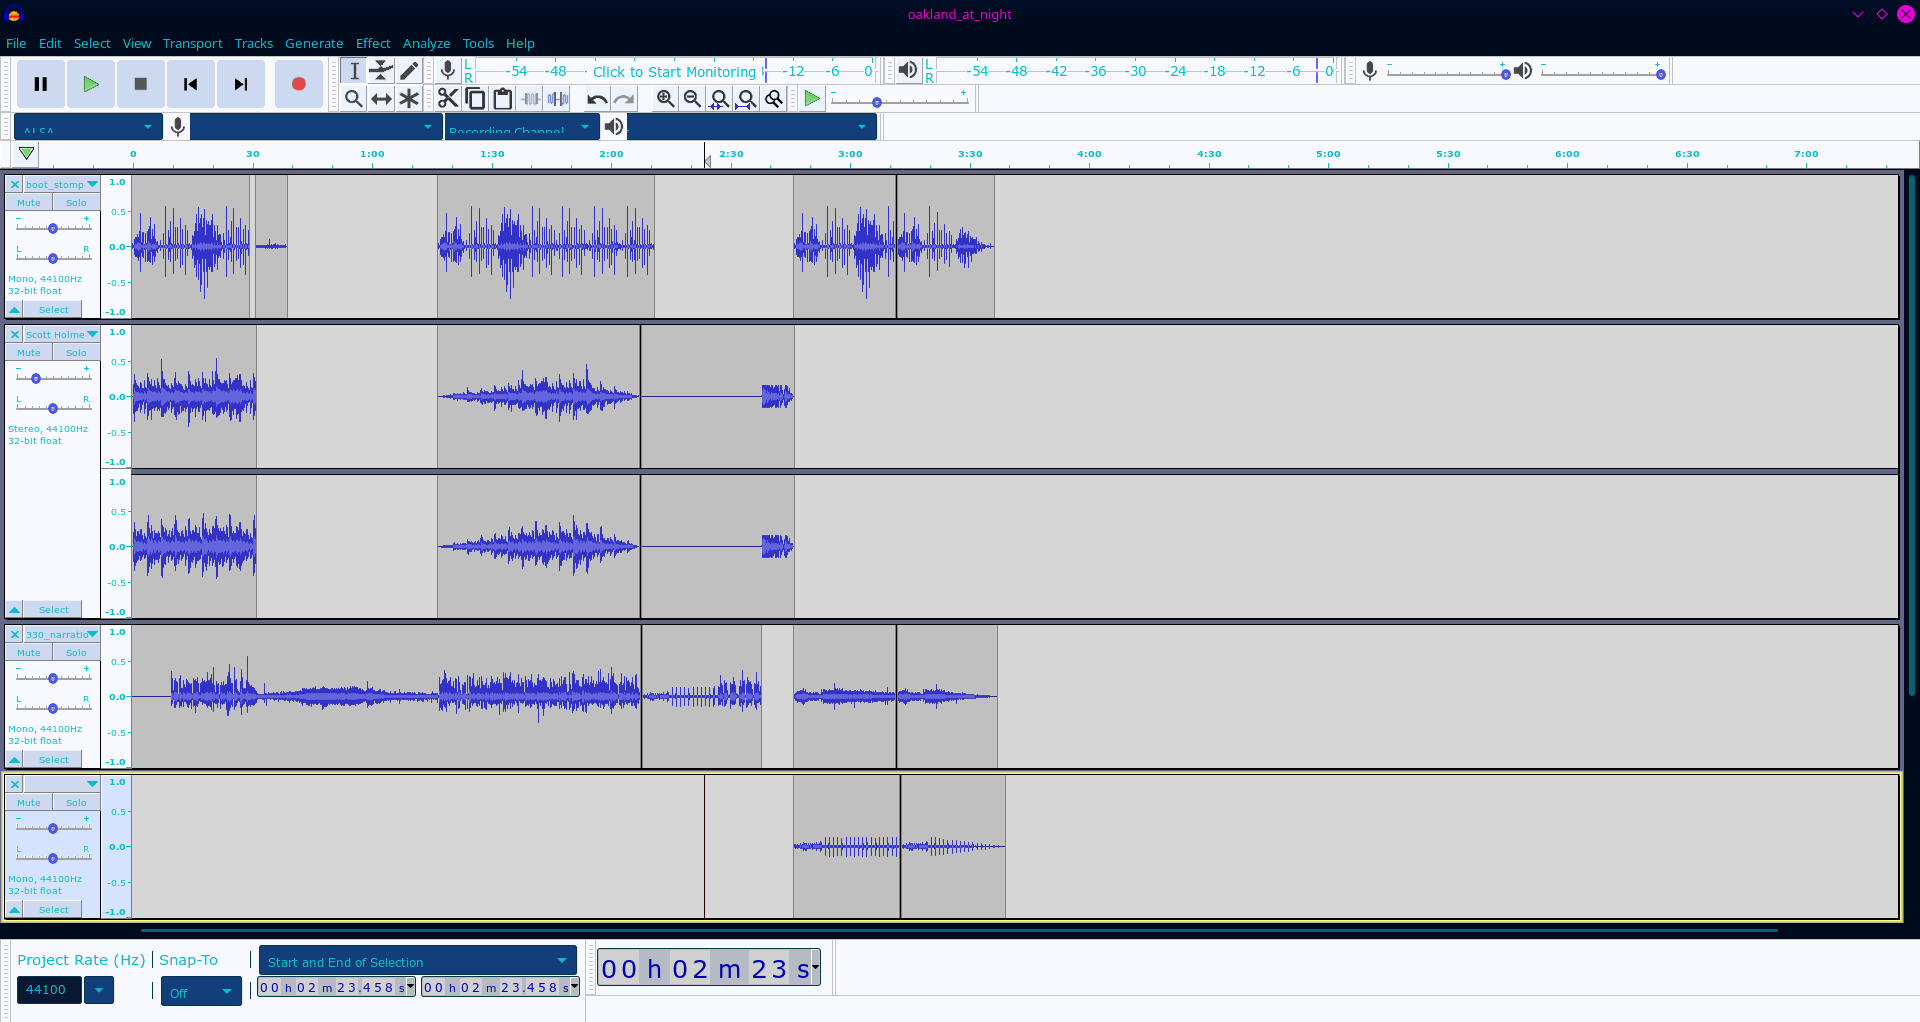 oakland_at_night
File Edit Select View Transport Tracks Generate Effect Analyze Tools Help
L R -54 -48 Click to Start Monitoring -12 -6 0 L R -54 -48 -42 -36 -30 -24 -18 -12 -6 0
ALSA Recording Channel
0 30 1:00 1:30 2:00 2:30 3:00 3:30 4:00 4:30 5:00 5:30 6:00 6:30 7:00
boot_stomp
Mute Solo
- +
L R
Mono, 44100Hz
32-bit float
Select
1.0
0.5
0.0
-0.5
-1.0
Scott Holme
Mute Solo
- +
L R
Stereo, 44100Hz
32-bit float
Select
1.0
0.5
0.0
-0.5
-1.0
1.0
0.5
0.0
-0.5
-1.0
330_narratio
Mute Solo
- +
L R
Mono, 44100Hz
32-bit float
Select
1.0
0.5
0.0
-0.5
-1.0
Mute Solo
- +
L R
Mono, 44100Hz
32-bit float
Select
1.0
0.5
0.0
-0.5
-1.0
Project Rate (Hz) Snap-To Start and End of Selection
44100 Off 00 h 02 m 23.458 s 00 h 02 m 23.458 s
00 h 02 m 23 s